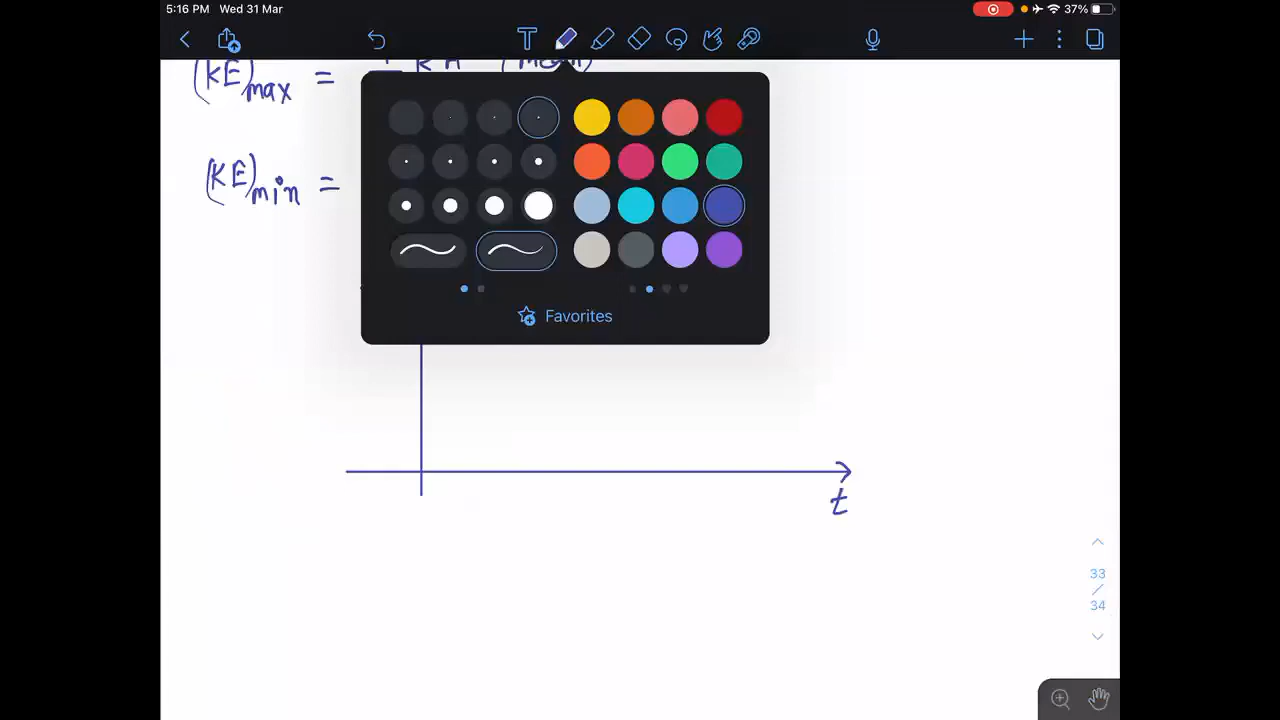 5:16 PM Wed 31 Mar 37%
(KE)max =
(KE)min =
Favorites
t
33
/
34